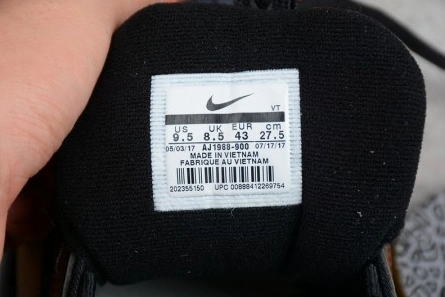 VT
US UK EUR cm
9.5 8.5 43 27.5
05/03/17 AJ1988-900 07/17/17
MADE IN VIETNAM
FABRIQUE AU VIETNAM
202355150 UPC 00888412269754